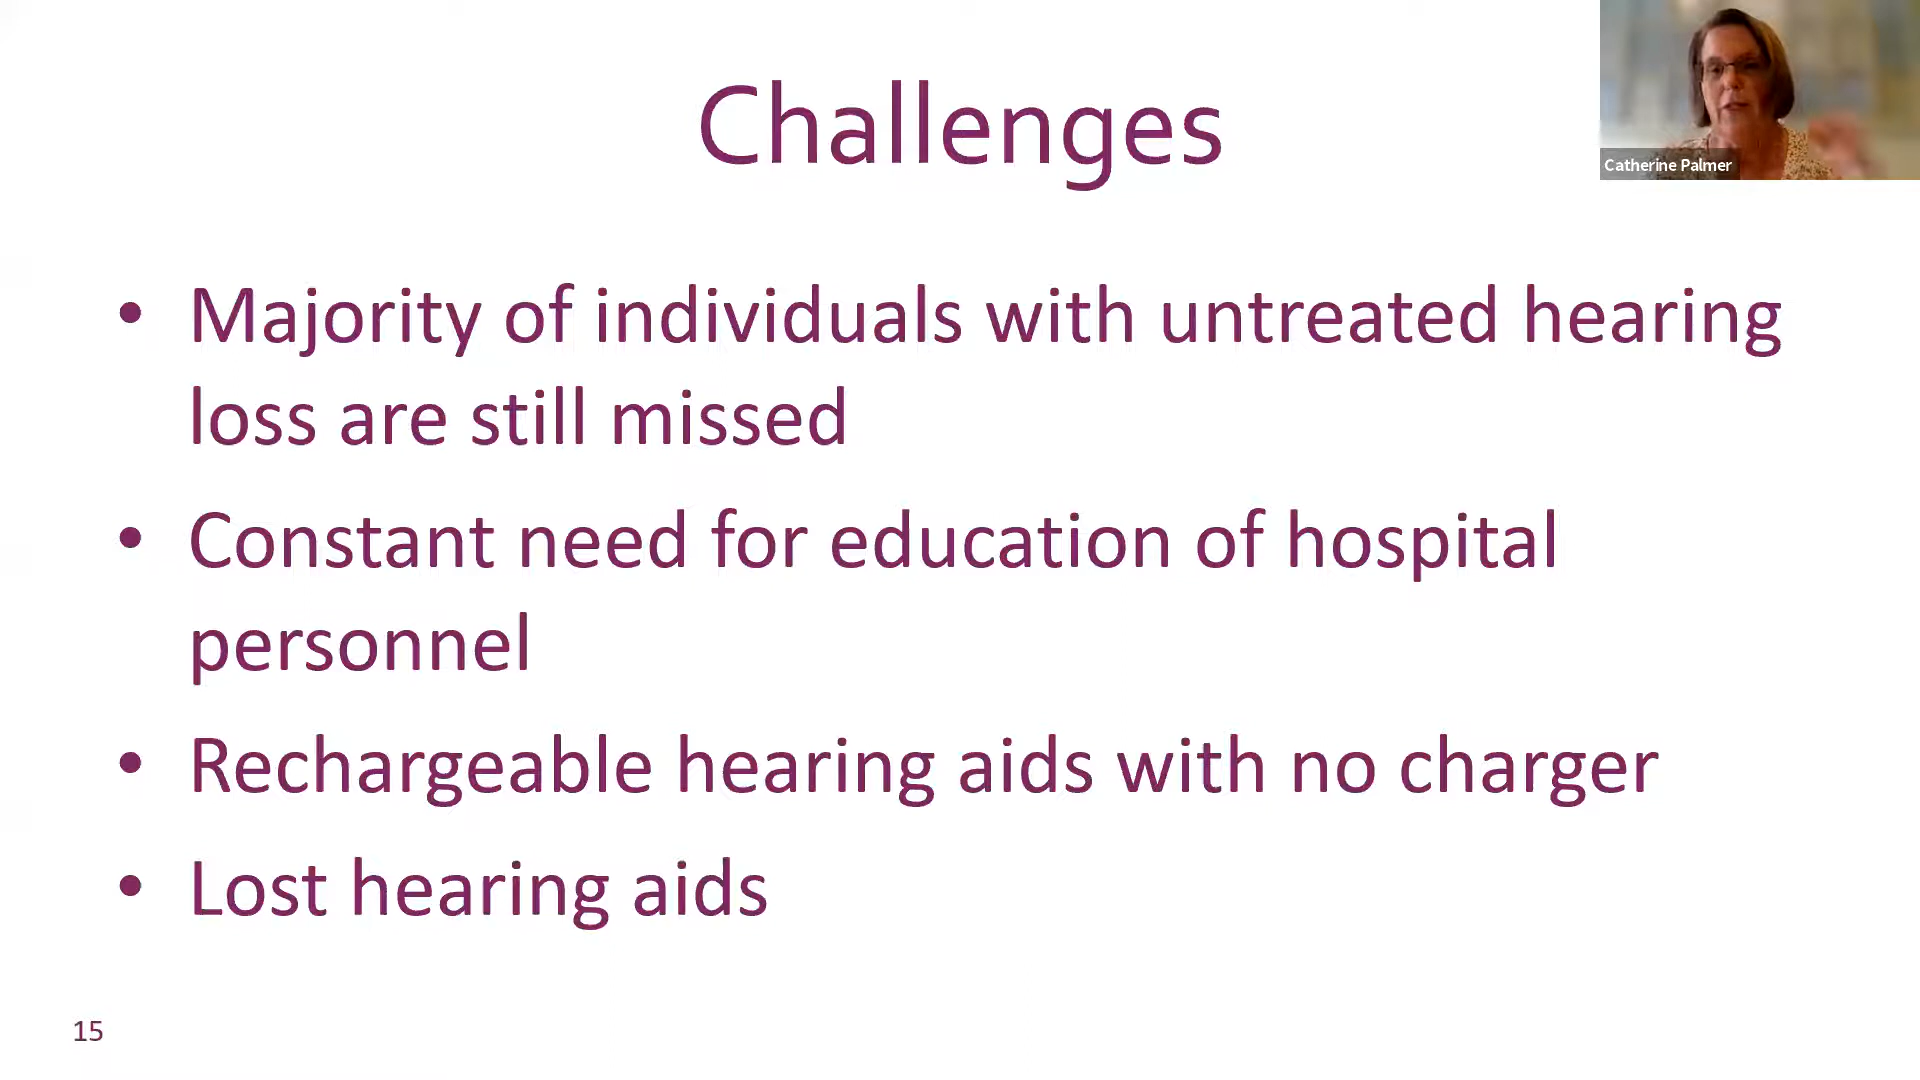 Challenges
Catherine Palmer
• Majority of individuals with untreated hearing
loss are still missed
• Constant need for education of hospital
personnel
• Rechargeable hearing aids with no charger
• Lost hearing aids
15